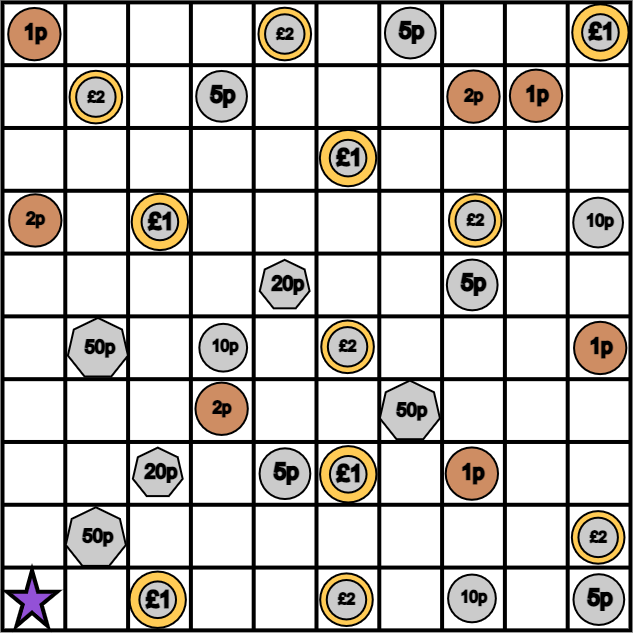 1p £2 5p £1
£2 5p 2p 1p
£1
2p £1 £2 10p
20p 5p
50p 10p £2 1p
2p 50p
20p 5p £1 1p
50p £2
£1 £2 10p 5p